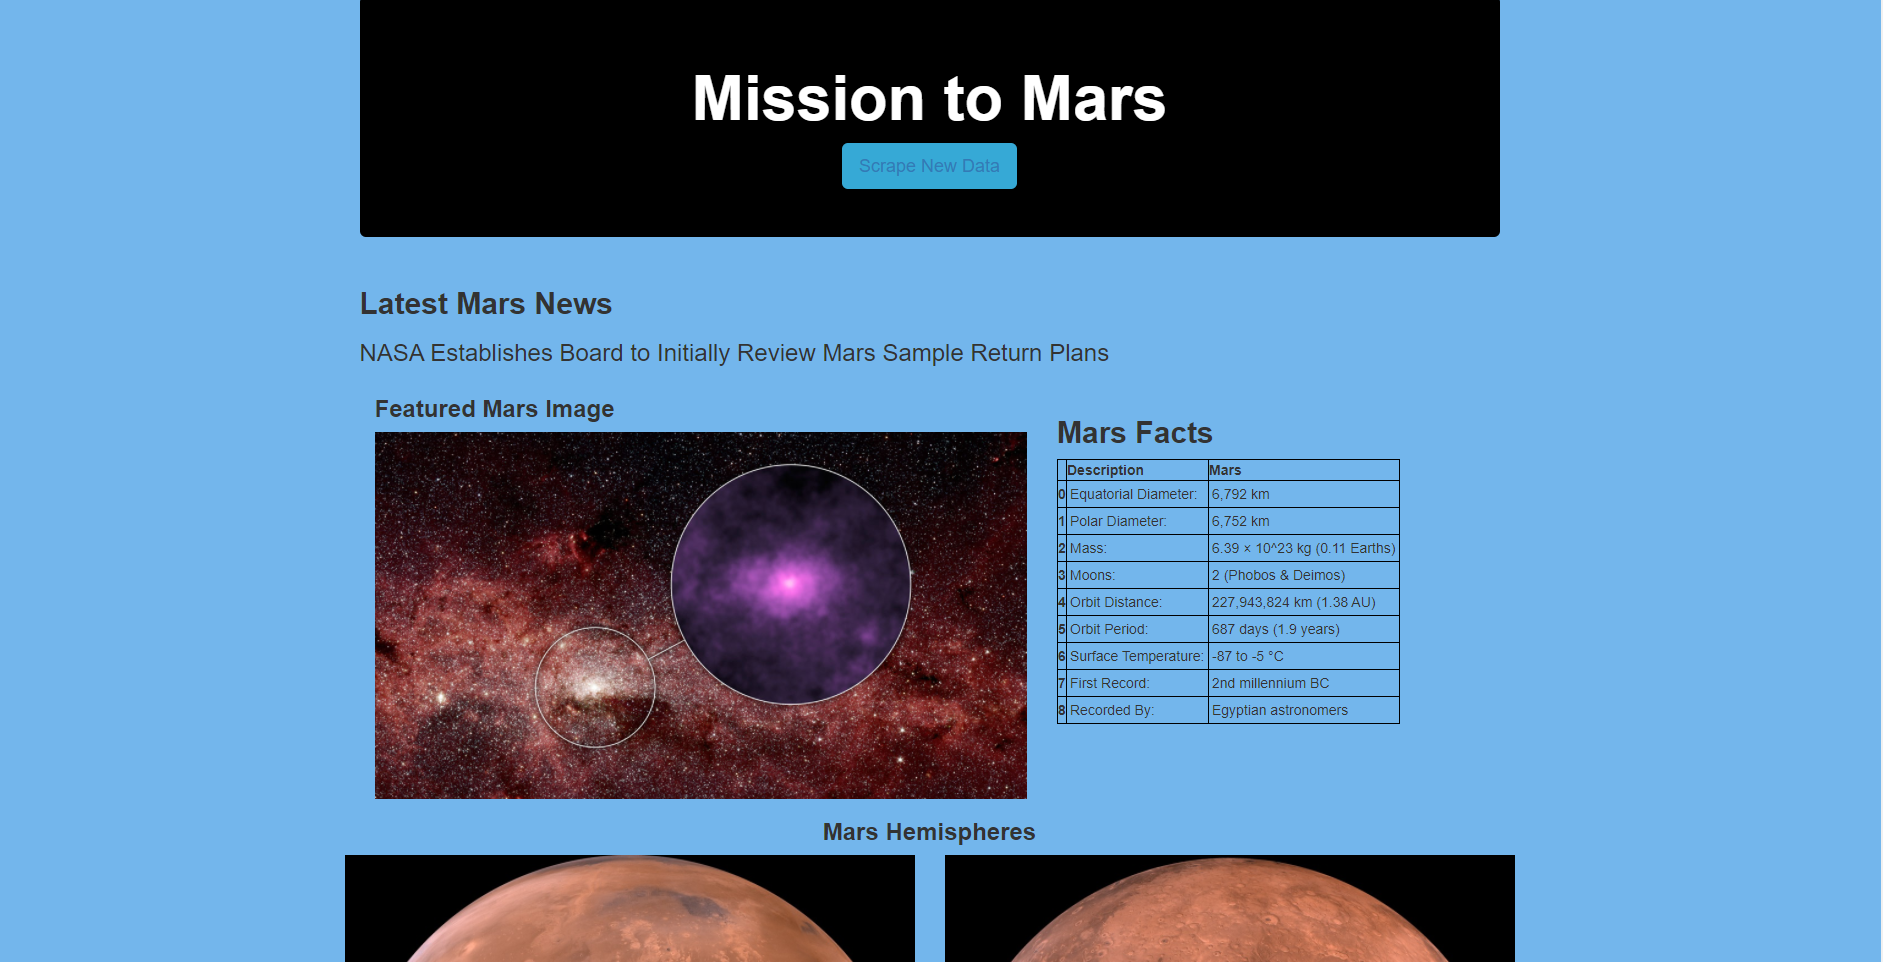 Mission to Mars
Scrape New Data
Latest Mars News
NASA Establishes Board to Initially Review Mars Sample Return Plans
Featured Mars Image
Mars Facts
Description Mars
0 Equatorial Diameter: 6,792 km
1 Polar Diameter: 6,752 km
2 Mass: 6.39 × 10^23 kg (0.11 Earths)
3 Moons: 2 (Phobos & Deimos)
4 Orbit Distance: 227,943,824 km (1.38 AU)
5 Orbit Period: 687 days (1.9 years)
6 Surface Temperature: -87 to -5 °C
7 First Record: 2nd millennium BC
8 Recorded By: Egyptian astronomers
Mars Hemispheres